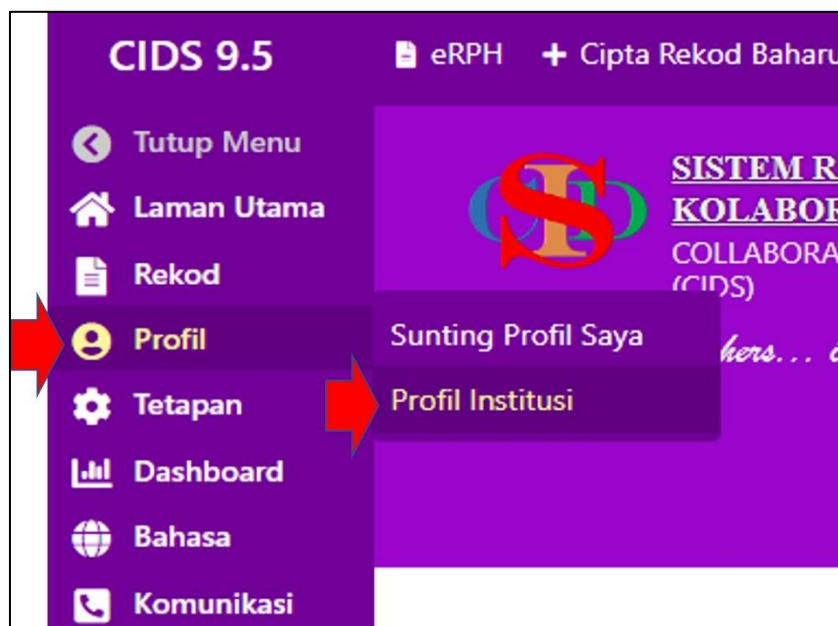 CIDS 9.5
eRPH
Cipta Rekod Baharu
Tutup Menu
Laman Utama
Rekod
Profil
Tetapan
Dashboard
Bahasa
Komunikasi
CIDS
SISTEM R
KOLABOR
COLLABORA
(CIDS)
hers...
Sunting Profil Saya
Profil Institusi